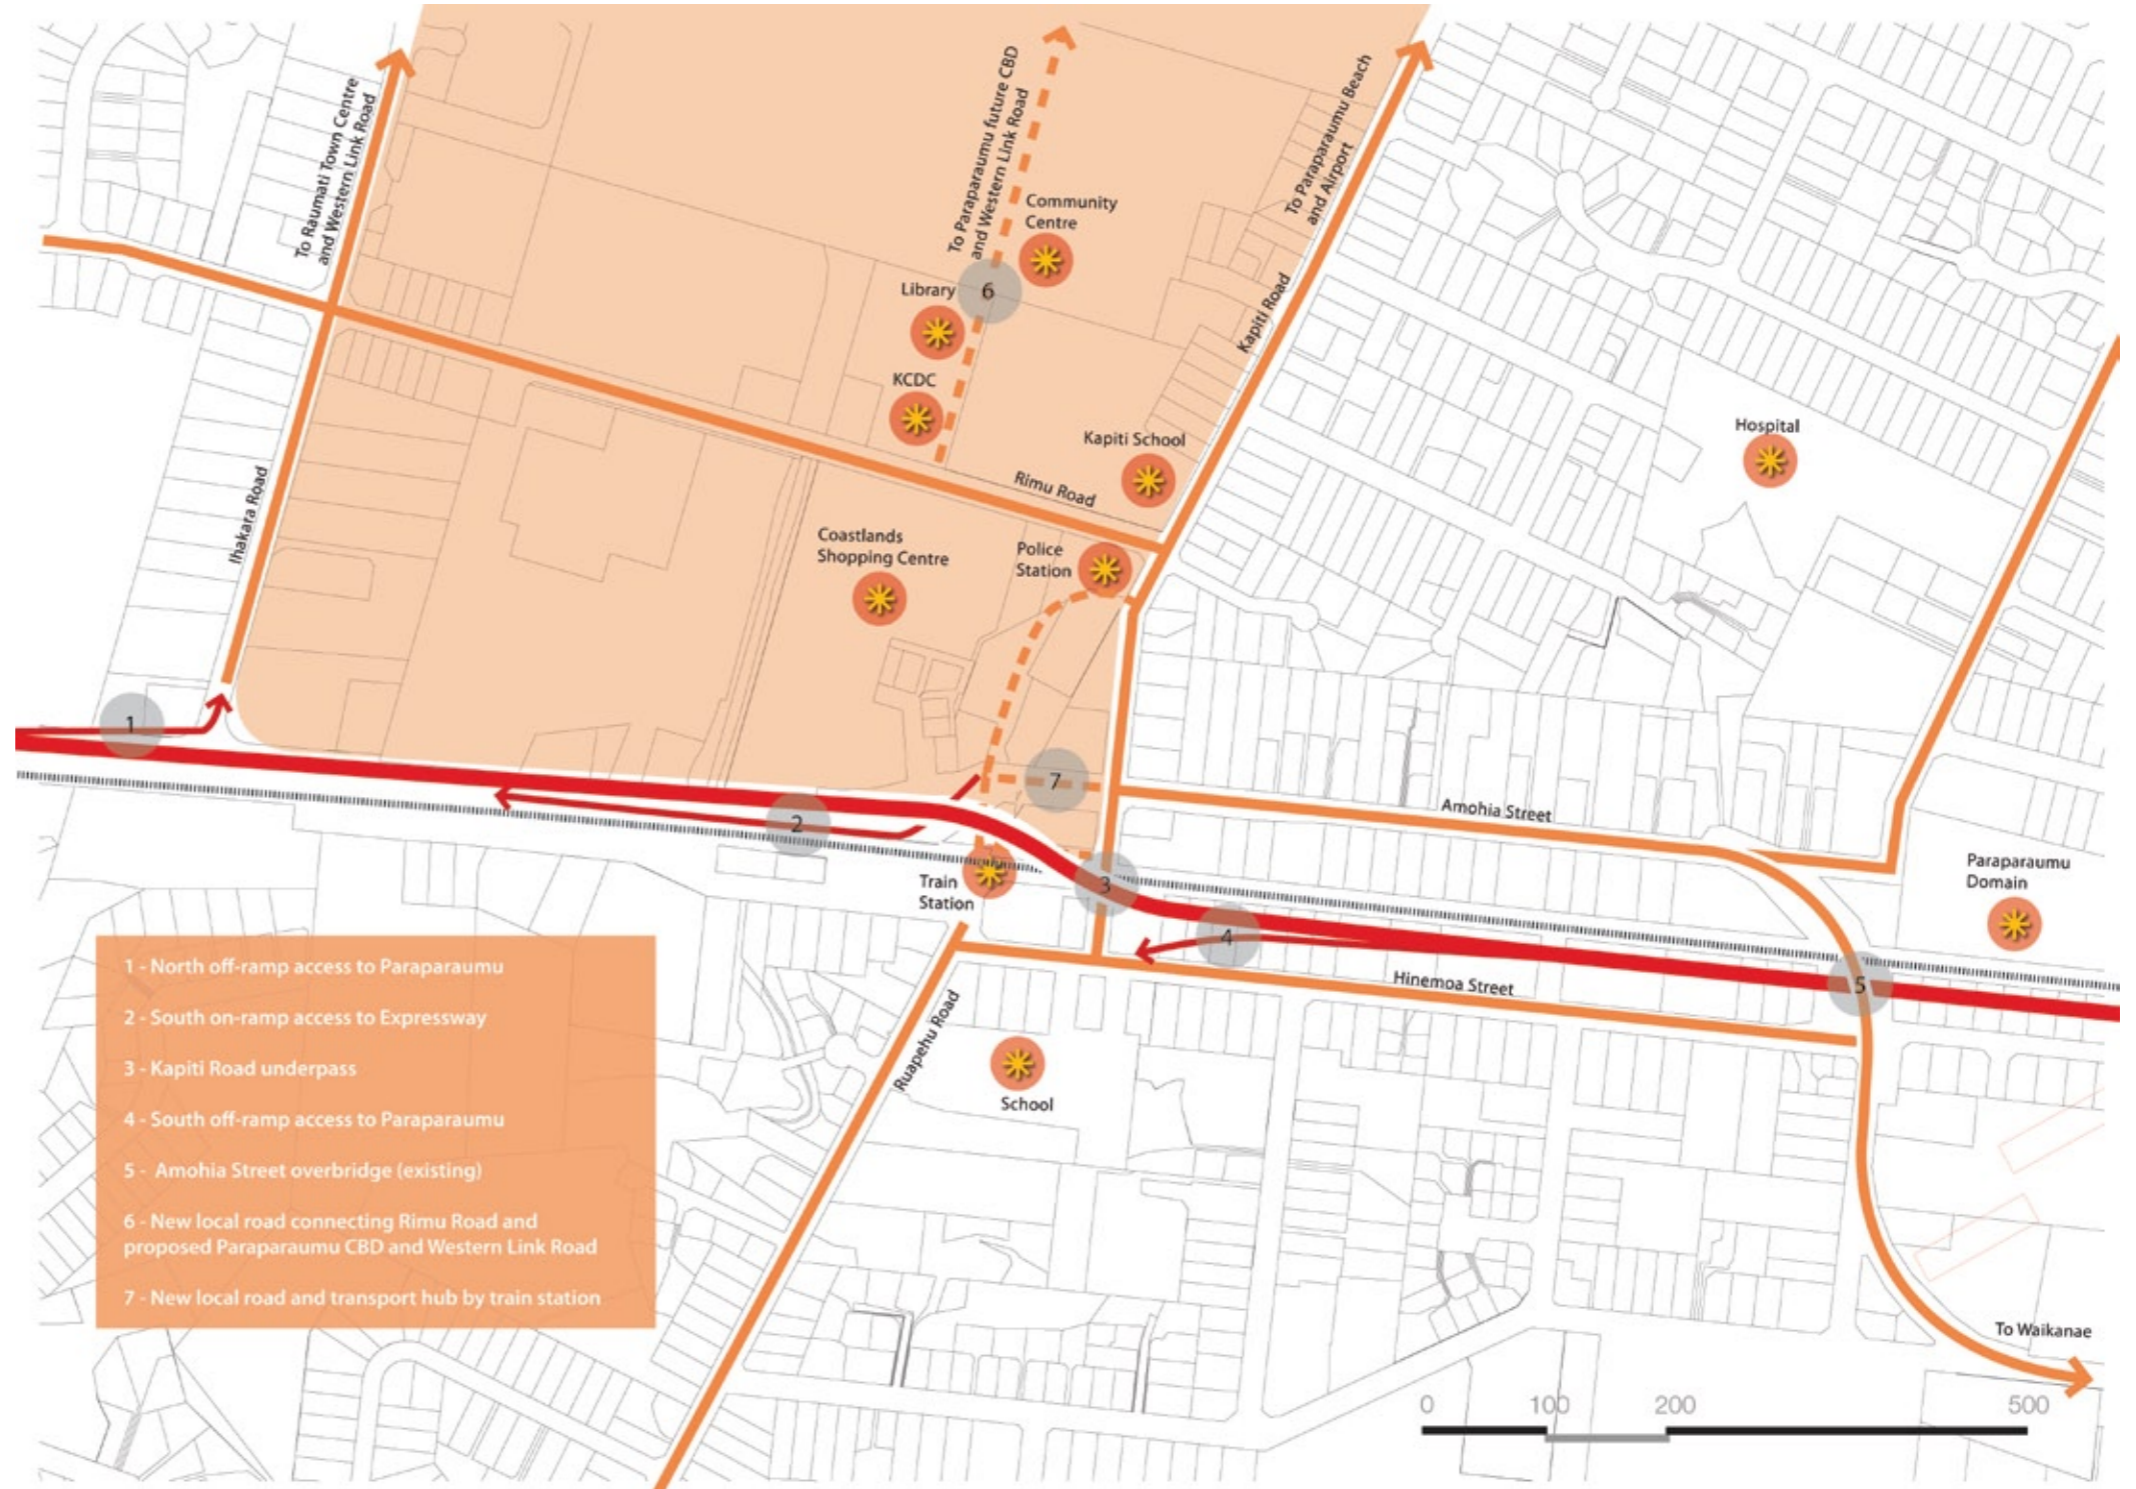 To Raumati Town Centre
and Western Link Road
To Paraparaumu future CBD
and Western Link Road
Community
Centre
To Paraparaumu Beach
and Airport
Library
6
Kapiti Road
KCDC
Kapiti School
Hospital
Rimu Road
Ihakara Road
Coastlands
Shopping Centre
Police
Station
1
7
2
Amohia Street
Train
Station
3
Paraparaumu
Domain
4
Hinemoa Street
5
Ruapehu Road
School
1 - North off-ramp access to Paraparaumu
2 - South on-ramp access to Expressway
3 - Kapiti Road underpass
4 - South off-ramp access to Paraparaumu
5 - Amohia Street overbridge (existing)
6 - New local road connecting Rimu Road and
proposed Paraparaumu CBD and Western Link Road
7 - New local road and transport hub by train station
To Waikanae
0 100 200 500